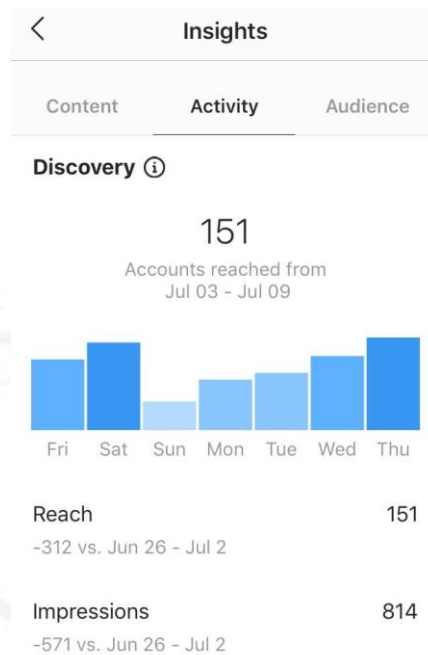 Insights
Content Activity Audience
Discovery
151
Accounts reached from
Jul 03 - Jul 09
Fri Sat Sun Mon Tue Wed Thu
Reach 151
-312 vs. Jun 26 - Jul 2
Impressions 814
-571 vs. Jun 26 - Jul 2